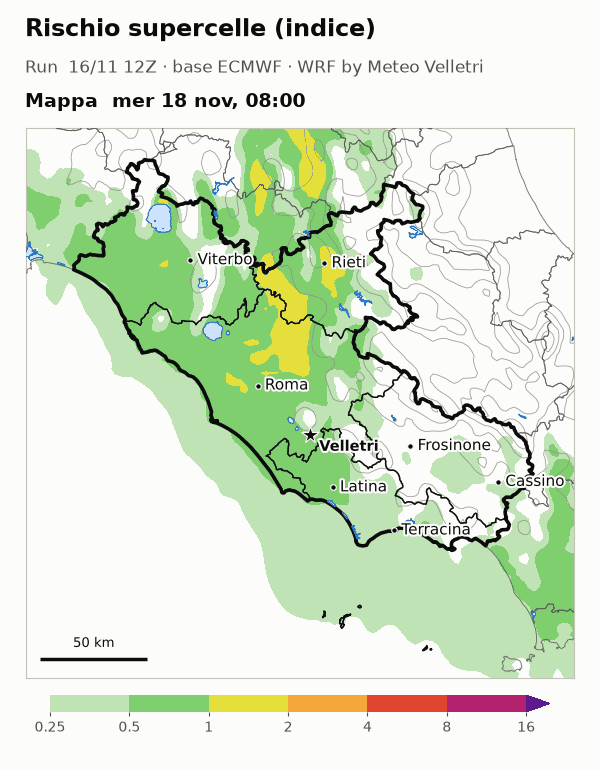 Rischio supercelle (indice)
Run  16/11 12Z · base ECMWF · WRF by Meteo Velletri
Mappa  mer 18 nov, 08:00
Viterbo
Rieti
Roma
Velletri
Frosinone
Cassino
Latina
Terracina
50 km
0.25 0.5 1 2 4 8 16